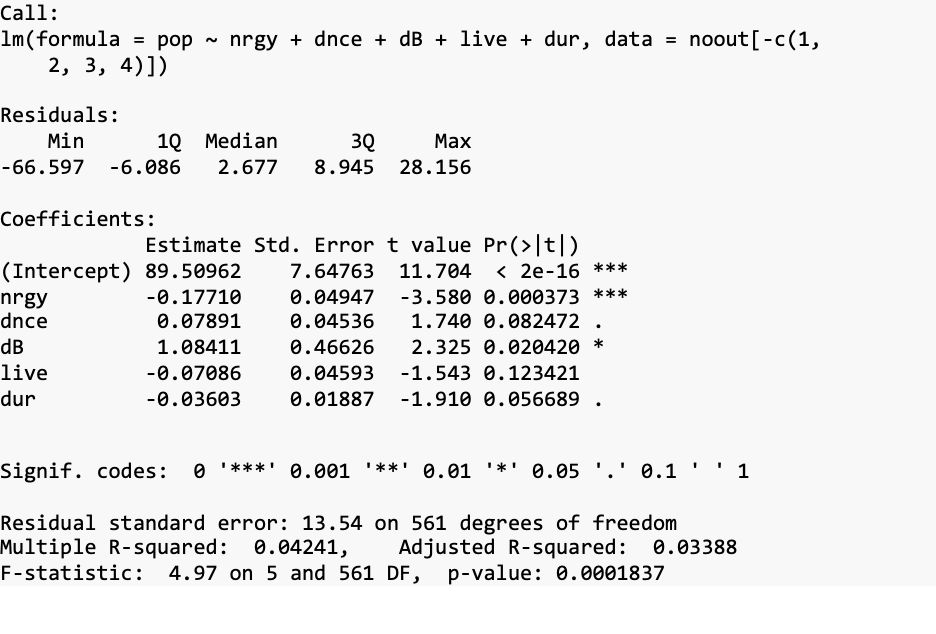 Call:
lm(formula = pop ~ nrgy + dnce + dB + live + dur, data = noout[-c(1,
    2, 3, 4)])
Residuals:
    Min      1Q  Median      3Q     Max
-66.597  -6.086   2.677   8.945  28.156
Coefficients:
            Estimate Std. Error t value Pr(>|t|)
(Intercept) 89.50962    7.64763  11.704  < 2e-16 ***
nrgy        -0.17710    0.04947  -3.580 0.000373 ***
dnce         0.07891    0.04536   1.740 0.082472 .
dB           1.08411    0.46626   2.325 0.020420 *
live        -0.07086    0.04593  -1.543 0.123421
dur         -0.03603    0.01887  -1.910 0.056689 .
Signif. codes:  0 '***' 0.001 '**' 0.01 '*' 0.05 '.' 0.1 ' ' 1
Residual standard error: 13.54 on 561 degrees of freedom
Multiple R-squared:  0.04241,    Adjusted R-squared:  0.03388
F-statistic:  4.97 on 5 and 561 DF,  p-value: 0.0001837